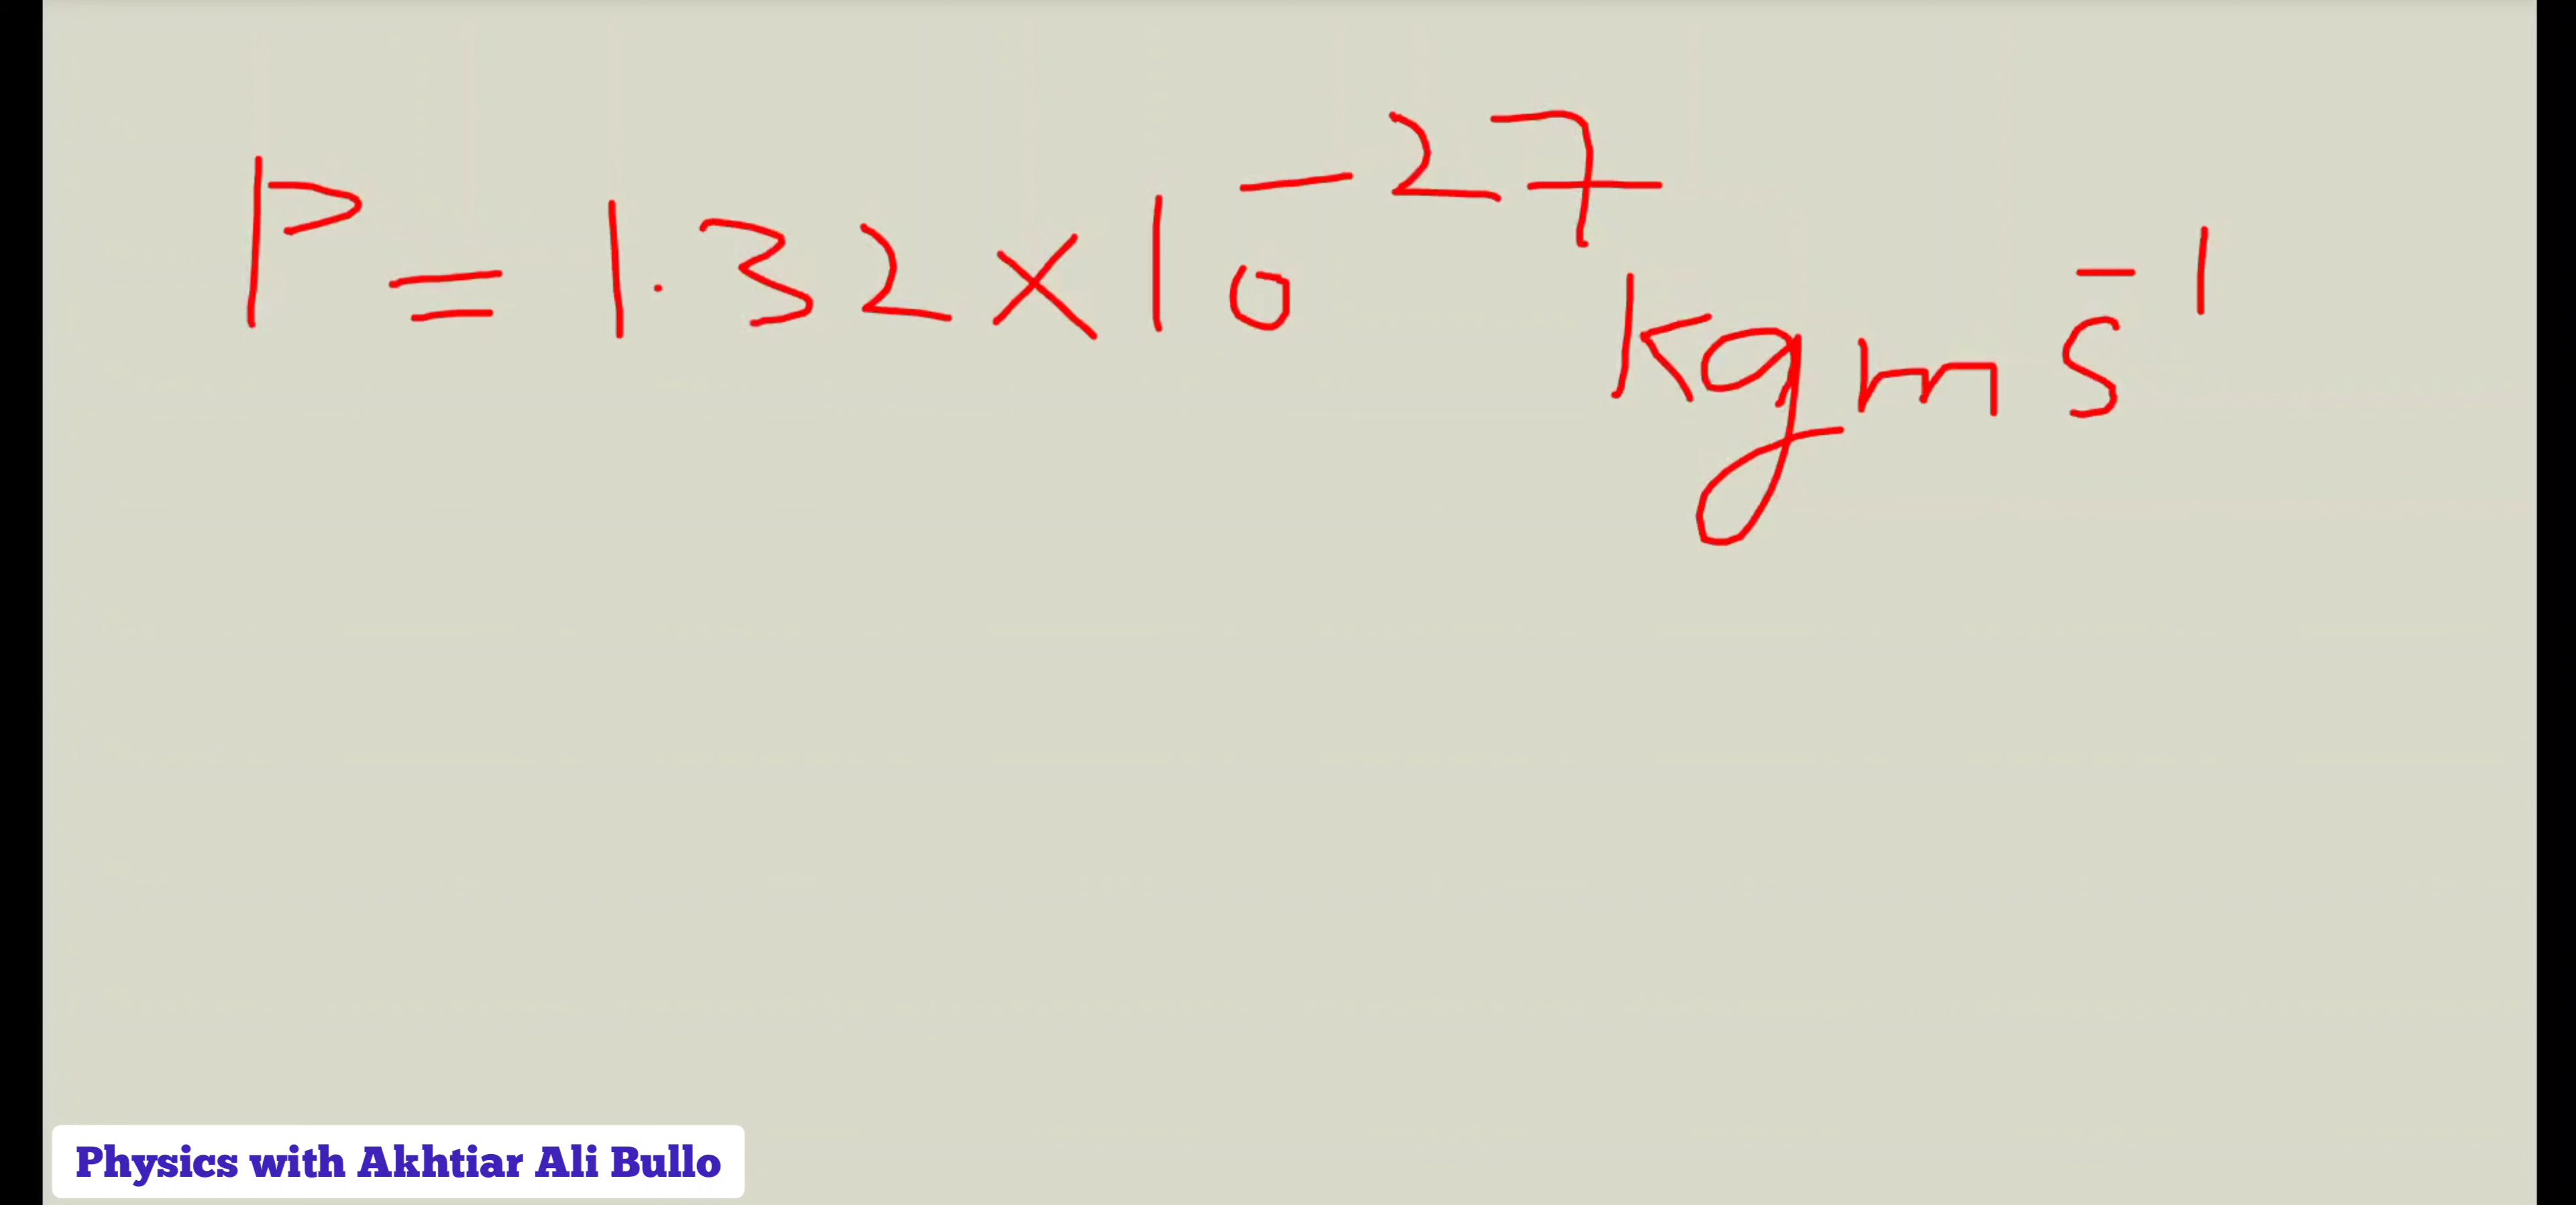 P = 1.32 × 10⁻²⁷ kg m s⁻¹
Physics with Akhtiar Ali Bullo